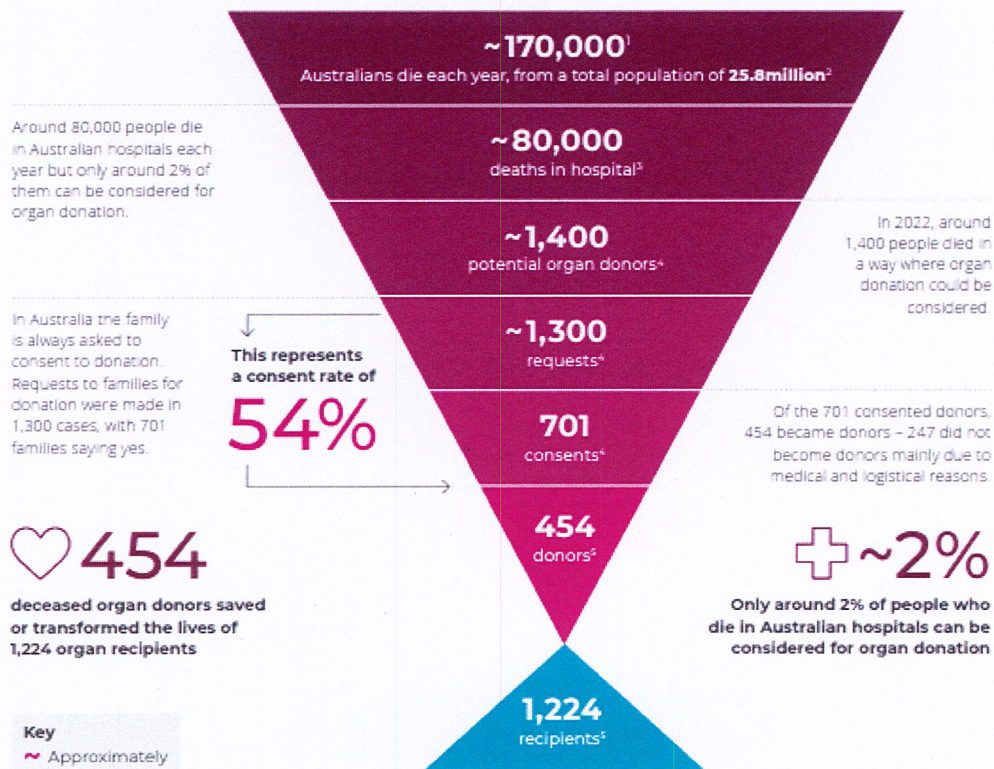 ~170,000¹
Australians die each year, from a total population of 25.8million²
Around 80,000 people die
in Australian hospitals each
year but only around 2% of
them can be considered for
organ donation.
~80,000
deaths in hospital³
~1,400
potential organ donors⁴
In 2022, around
1,400 people died in
a way where organ
donation could be
considered.
In Australia the family
is always asked to
consent to donation.
Requests to families for
donation were made in
1,300 cases, with 701
families saying yes.
This represents
a consent rate of
54%
~1,300
requests⁴
701
consents⁴
Of the 701 consented donors,
454 became donors – 247 did not
become donors mainly due to
medical and logistical reasons.
454
donors⁵
454
deceased organ donors saved
or transformed the lives of
1,224 organ recipients
~2%
Only around 2% of people who
die in Australian hospitals can be
considered for organ donation
1,224
recipients⁵
Key
~ Approximately